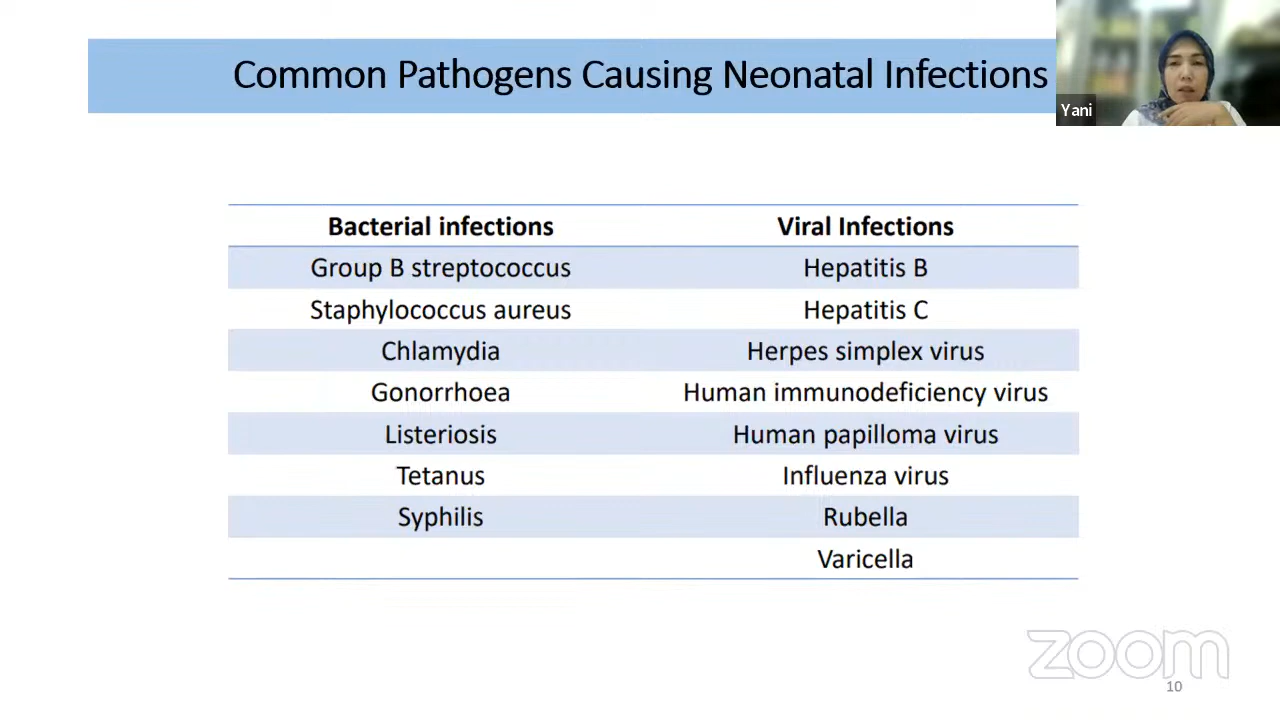 Common Pathogens Causing Neonatal Infections
Yani
Bacterial infections Viral Infections
Group B streptococcus Hepatitis B
Staphylococcus aureus Hepatitis C
Chlamydia Herpes simplex virus
Gonorrhoea Human immunodeficiency virus
Listeriosis Human papilloma virus
Tetanus Influenza virus
Syphilis Rubella
Varicella
zoom
10